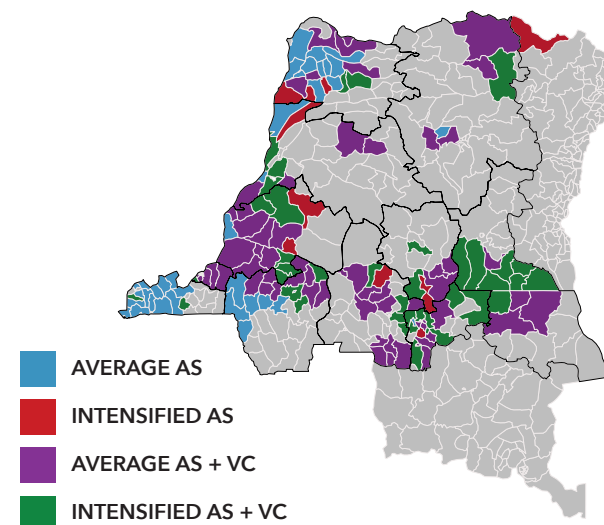 AVERAGE AS
INTENSIFIED AS
AVERAGE AS + VC
INTENSIFIED AS + VC